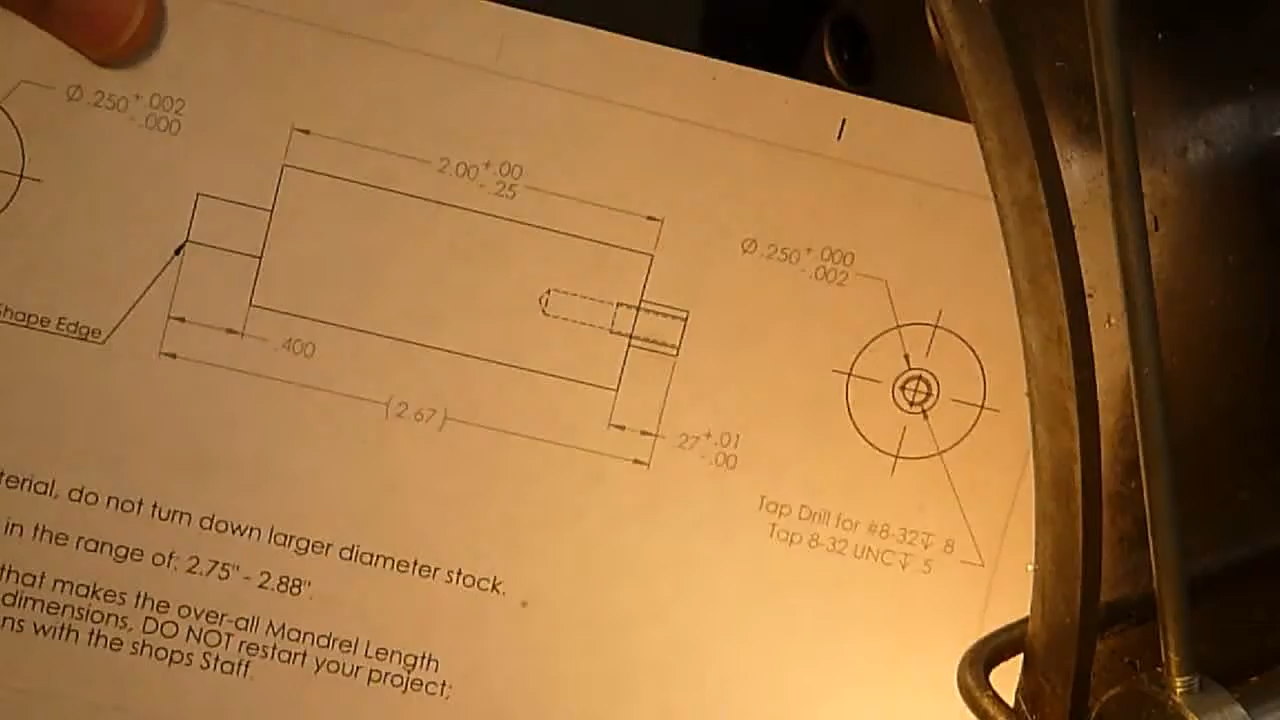 Ø.250 +.002
-.000
2.00 +.00
-.25
Ø.250 +.000
-.002
Shape Edge
.400
(2.67)
.27 +.01
-.00
Tap Drill for #8-32↧ .8
Tap 8-32 UNC↧ .5
do not turn down larger diameter stock.
in the range of: 2.75" - 2.88".
that makes the over-all Mandrel Length
dimensions, DO NOT restart your project;
with the shops Staff.